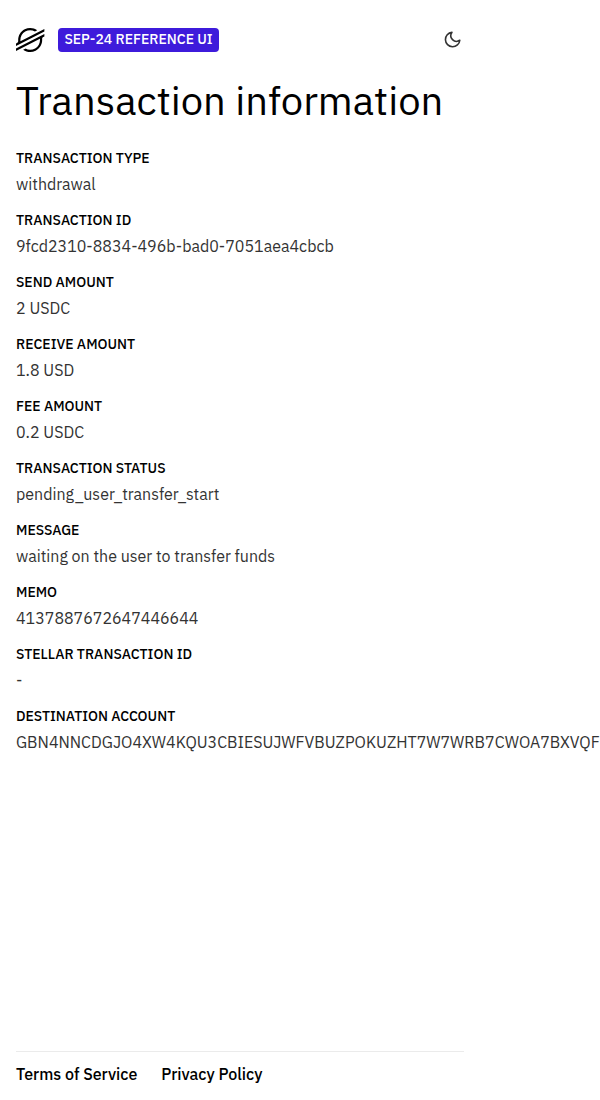 SEP-24 REFERENCE UI
Transaction information
TRANSACTION TYPE
withdrawal
TRANSACTION ID
9fcd2310-8834-496b-bad0-7051aea4cbcb
SEND AMOUNT
2 USDC
RECEIVE AMOUNT
1.8 USD
FEE AMOUNT
0.2 USDC
TRANSACTION STATUS
pending_user_transfer_start
MESSAGE
waiting on the user to transfer funds
MEMO
4137887672647446644
STELLAR TRANSACTION ID
-
DESTINATION ACCOUNT
GBN4NNCDGJO4XW4KQU3CBIESUJWFVBUZPOKUZHT7W7WRB7CWOA7BXVQF
Terms of Service
Privacy Policy